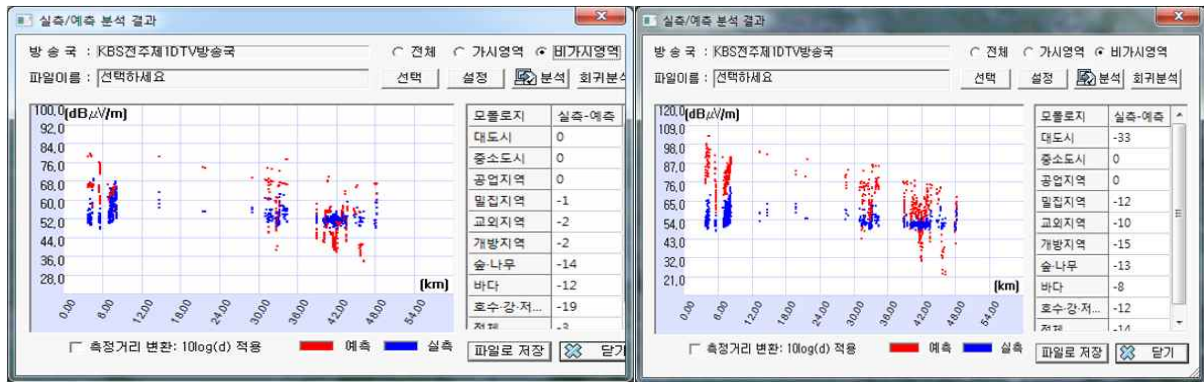 실측/예측 분석 결과
방 송 국 : KBS전주제1DTV방송국 전체 가시영역 비가시영역
파일이름 : 선택하세요 선택 설정 분석 회귀분석
100.0(dBμV/m)
92.0
84.0
76.0
68.0
60.0
52.0
44.0
36.0
28.0
(km)
0.00 6.00 12.00 18.00 24.00 30.00 36.00 42.00 48.00 54.00
모폴로지 실측-예측
대도시 0
중소도시 0
공업지역 0
밀집지역 -1
교외지역 -2
개방지역 -2
숲·나무 -14
바다 -12
호수·강·저... -19
전체 -3
측정거리 변환: 10log(d) 적용 예측 실측 파일로 저장 닫기
실측/예측 분석 결과
방 송 국 : KBS전주제1DTV방송국 전체 가시영역 비가시영역
파일이름 : 선택하세요 선택 설정 분석 회귀분석
120.0(dBμV/m)
109.0
98.0
87.0
76.0
65.0
54.0
43.0
32.0
21.0
(km)
0.00 6.00 12.00 18.00 24.00 30.00 36.00 42.00 48.00 54.00
모폴로지 실측-예측
대도시 -33
중소도시 0
공업지역 0
밀집지역 -12
교외지역 -10
개방지역 -15
숲·나무 -13
바다 -8
호수·강·저... -12
전체 -14
측정거리 변환: 10log(d) 적용 예측 실측 파일로 저장 닫기